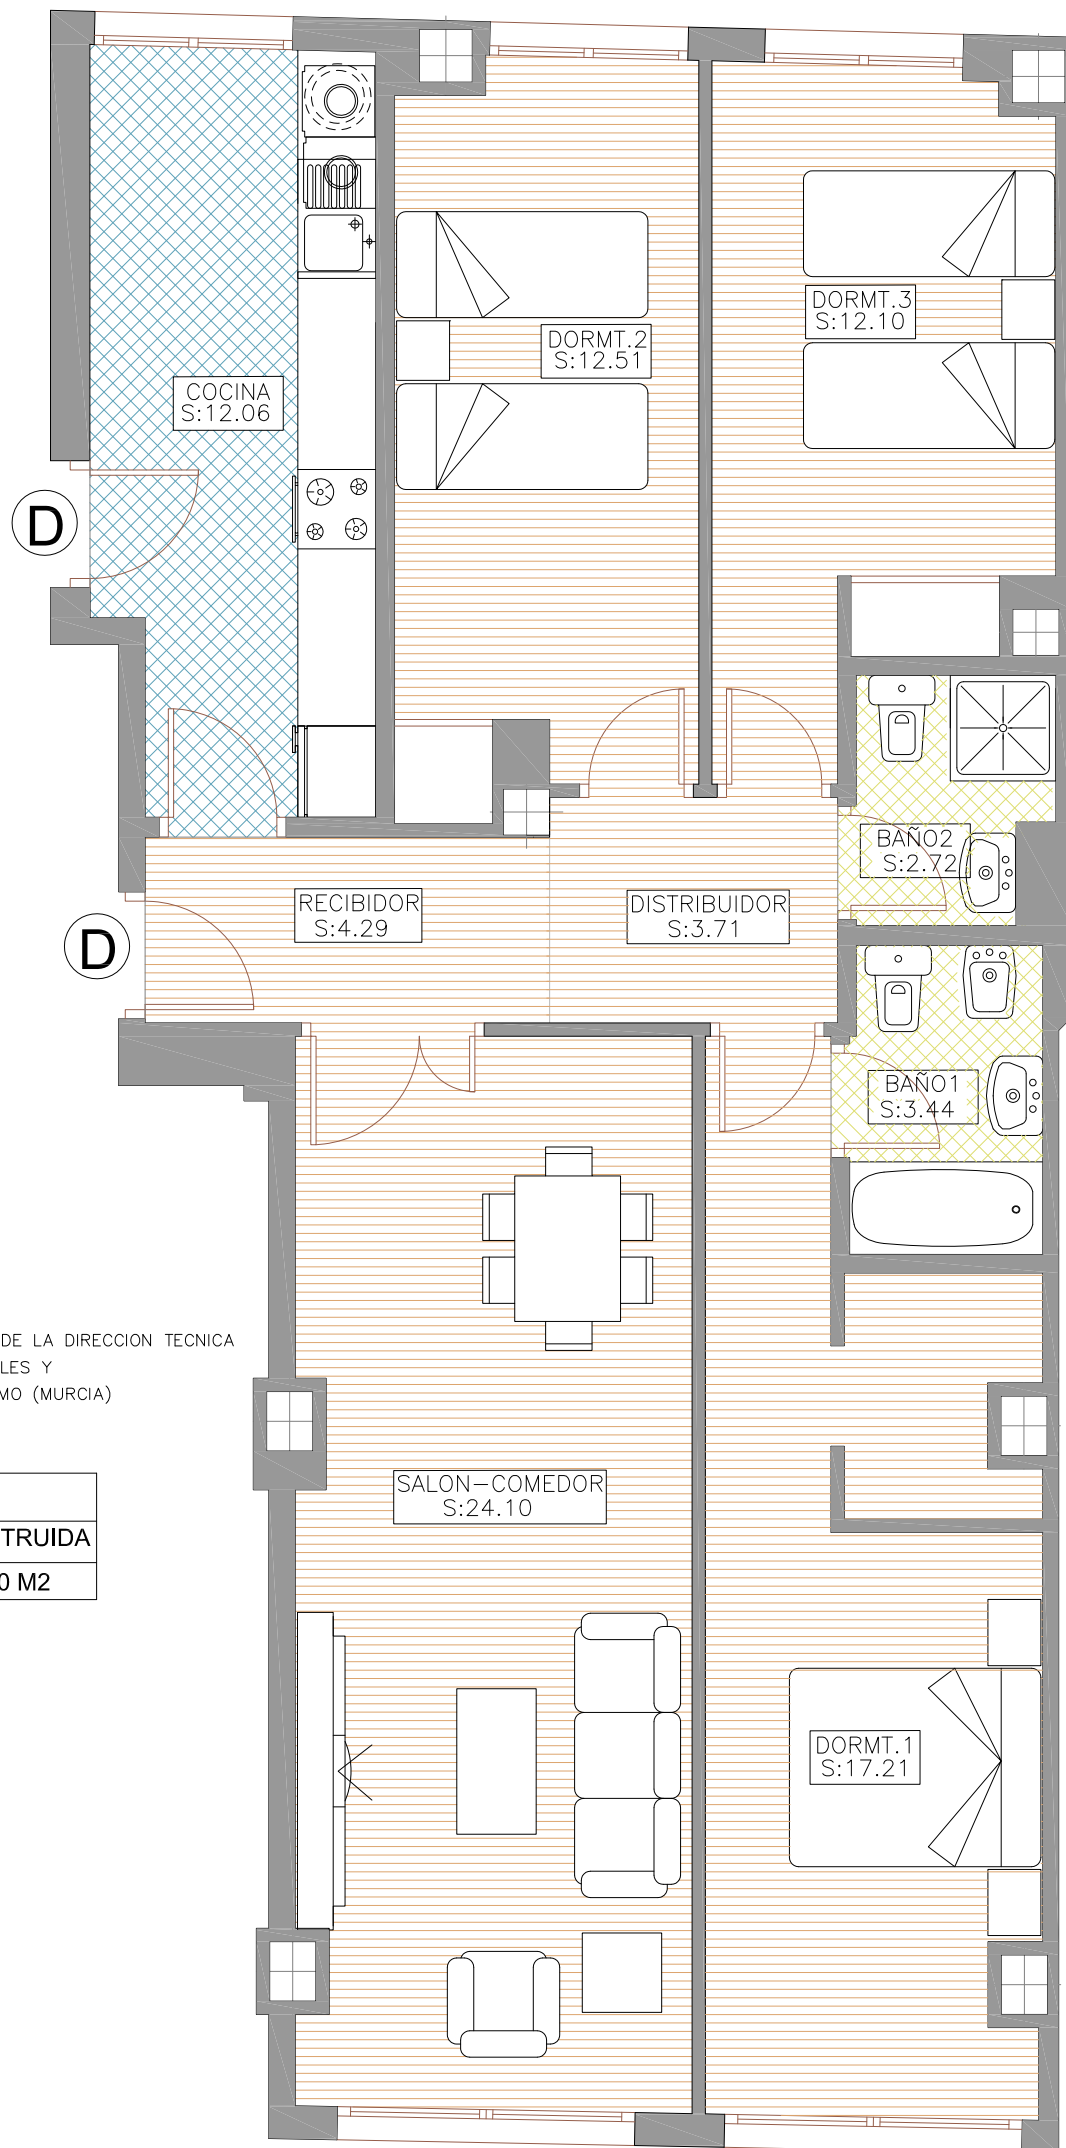 DORMT.3
S:12.10
DORMT.2
S:12.51
COCINA
S:12.06
D
BAÑO2
S:2.72
RECIBIDOR
S:4.29
DISTRIBUIDOR
S:3.71
D
BAÑO1
S:3.44
DE LA DIRECCION TECNICA
LES Y
MO (MURCIA)
SALON-COMEDOR
S:24.10
TRUIDA
0 M2
DORMT.1
S:17.21